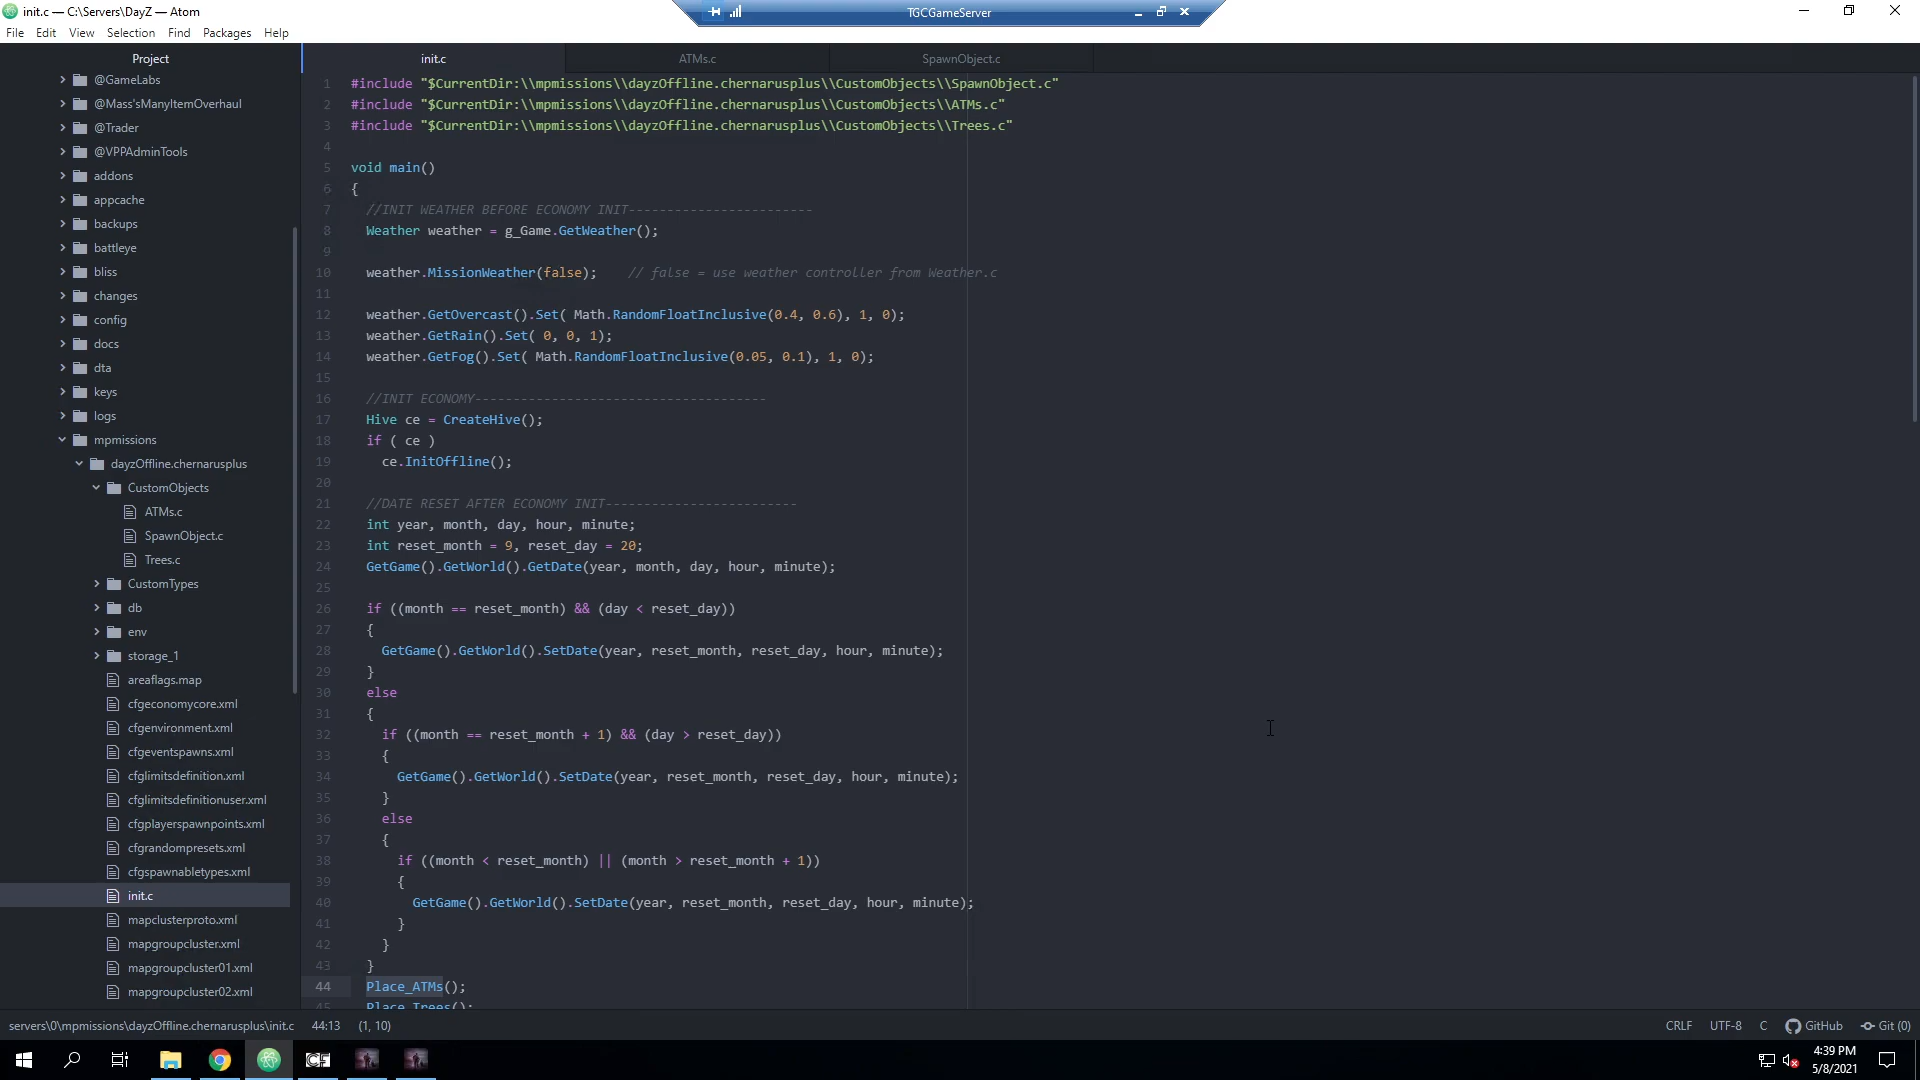 init.c — C:\Servers\DayZ — Atom
TGCGameServer
File Edit View Selection Find Packages Help
Project
@GameLabs
@Mass'sManyItemOverhaul
@Trader
@VPPAdminTools
addons
appcache
backups
battleye
bliss
changes
config
docs
dta
keys
logs
mpmissions
dayzOffline.chernarusplus
CustomObjects
ATMs.c
SpawnObject.c
Trees.c
CustomTypes
db
env
storage_1
areaflags.map
cfgeconomycore.xml
cfgenvironment.xml
cfgeventspawns.xml
cfglimitsdefinition.xml
cfglimitsdefinitionuser.xml
cfgplayerspawnpoints.xml
cfgrandompresets.xml
cfgspawnabletypes.xml
init.c
mapclusterproto.xml
mapgroupcluster.xml
mapgroupcluster01.xml
mapgroupcluster02.xml
init.c ATMs.c SpawnObject.c
1 #include "$CurrentDir:\\mpmissions\\dayzOffline.chernarusplus\\CustomObjects\\SpawnObject.c"
2 #include "$CurrentDir:\\mpmissions\\dayzOffline.chernarusplus\\CustomObjects\\ATMs.c"
3 #include "$CurrentDir:\\mpmissions\\dayzOffline.chernarusplus\\CustomObjects\\Trees.c"
4
5 void main()
6 {
7 //INIT WEATHER BEFORE ECONOMY INIT------------------------
8 Weather weather = g_Game.GetWeather();
9
10 weather.MissionWeather(false); // false = use weather controller from Weather.c
11
12 weather.GetOvercast().Set( Math.RandomFloatInclusive(0.4, 0.6), 1, 0);
13 weather.GetRain().Set( 0, 0, 1);
14 weather.GetFog().Set( Math.RandomFloatInclusive(0.05, 0.1), 1, 0);
15
16 //INIT ECONOMY--------------------------------------
17 Hive ce = CreateHive();
18 if ( ce )
19 ce.InitOffline();
20
21 //DATE RESET AFTER ECONOMY INIT-------------------------
22 int year, month, day, hour, minute;
23 int reset_month = 9, reset_day = 20;
24 GetGame().GetWorld().GetDate(year, month, day, hour, minute);
25
26 if ((month == reset_month) && (day < reset_day))
27 {
28 GetGame().GetWorld().SetDate(year, reset_month, reset_day, hour, minute);
29 }
30 else
31 {
32 if ((month == reset_month + 1) && (day > reset_day))
33 {
34 GetGame().GetWorld().SetDate(year, reset_month, reset_day, hour, minute);
35 }
36 else
37 {
38 if ((month < reset_month) || (month > reset_month + 1))
39 {
40 GetGame().GetWorld().SetDate(year, reset_month, reset_day, hour, minute);
41 }
42 }
43 }
44 Place_ATMs();
45 Place_Trees();
servers\0\mpmissions\dayzOffline.chernarusplus\init.c 44:13 (1, 10) CRLF UTF-8 C GitHub Git (0)
CF
4:39 PM
5/8/2021